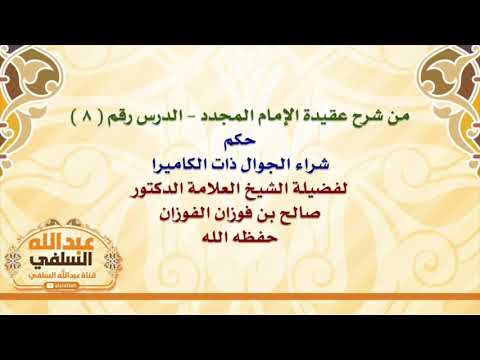 من شرح عقيدة الإمام المجدد - الدرس رقم ( ٨ )
حكم
شراء الجوال ذات الكاميرا
لفضيلة الشيخ العلامة الدكتور
صالح بن فوزان الفوزان
حفظه الله
عبدالله
السلفي
قناة عبدالله السلفي